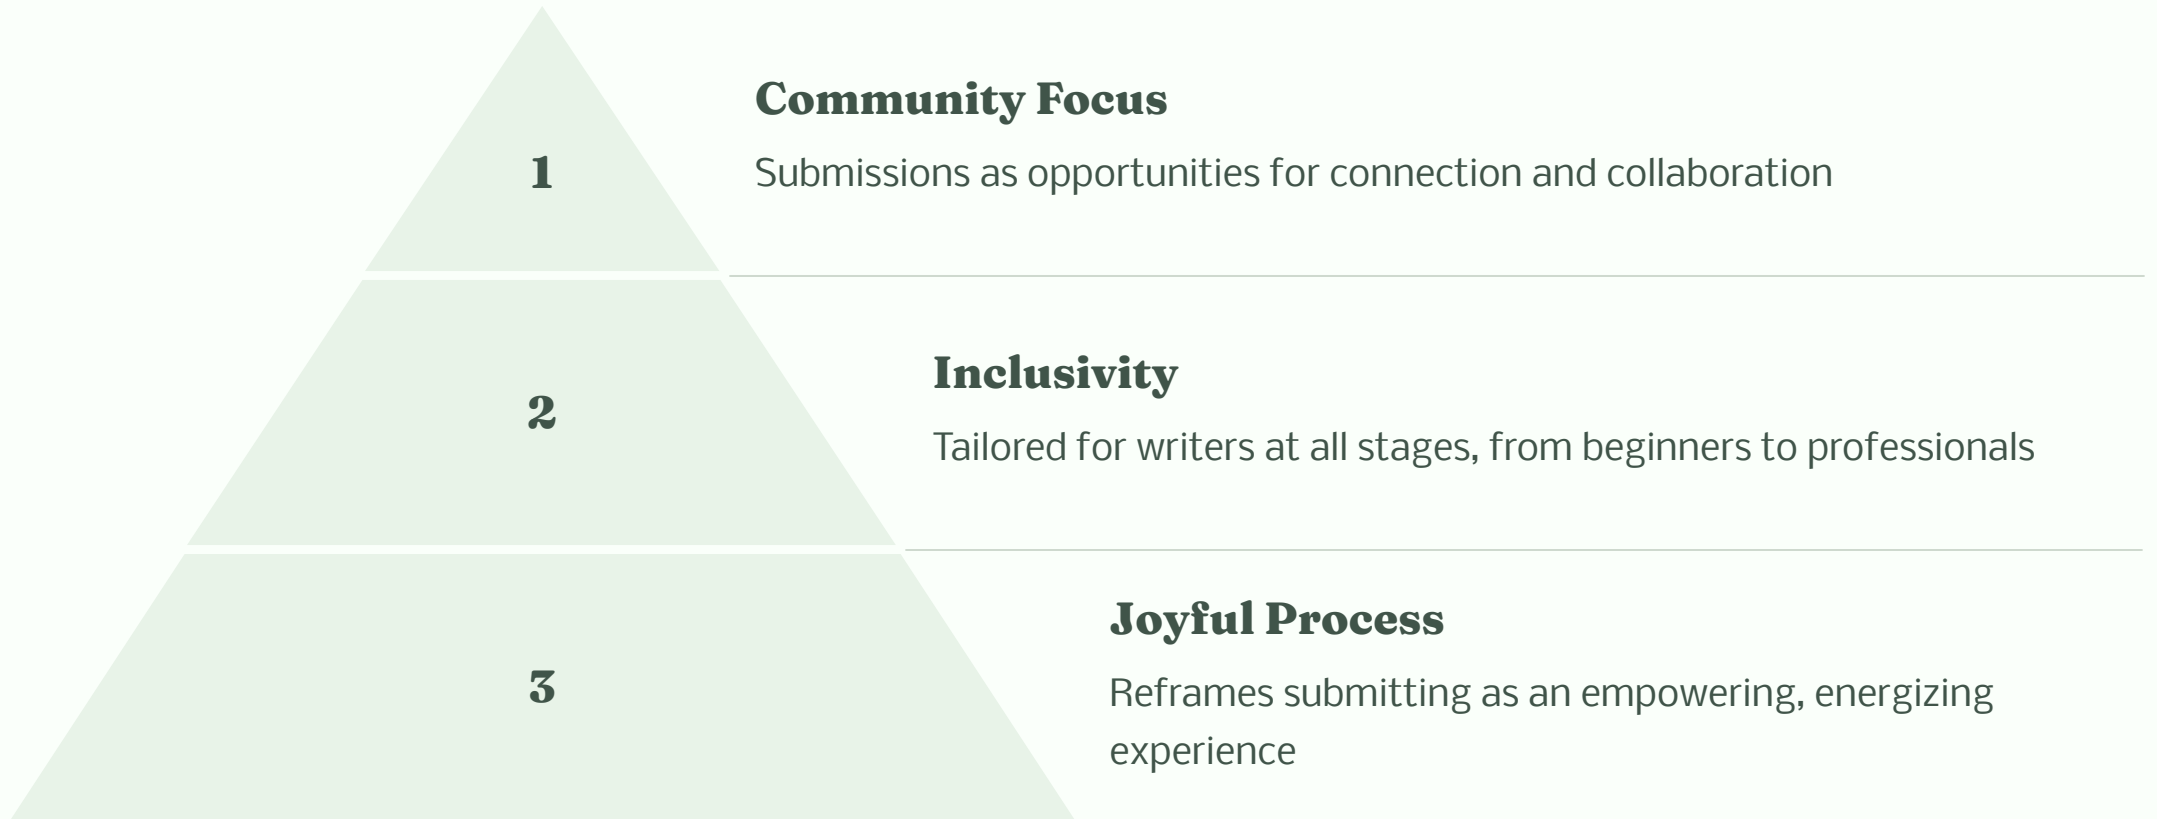 Community Focus
1
Submissions as opportunities for connection and collaboration
Inclusivity
2
Tailored for writers at all stages, from beginners to professionals
Joyful Process
3
Reframes submitting as an empowering, energizing
experience